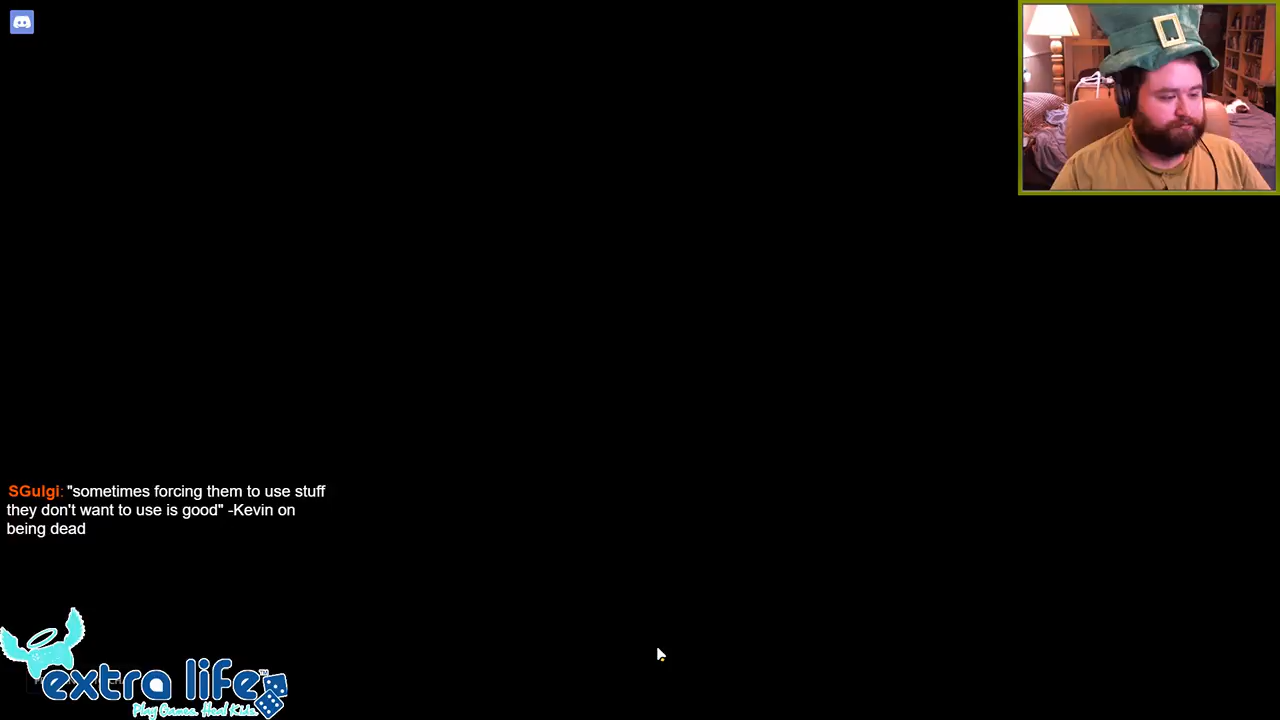 SGulgi: "sometimes forcing them to use stuff
they don't want to use is good" -Kevin on
being dead
extra life™
Play Games. Heal Kids